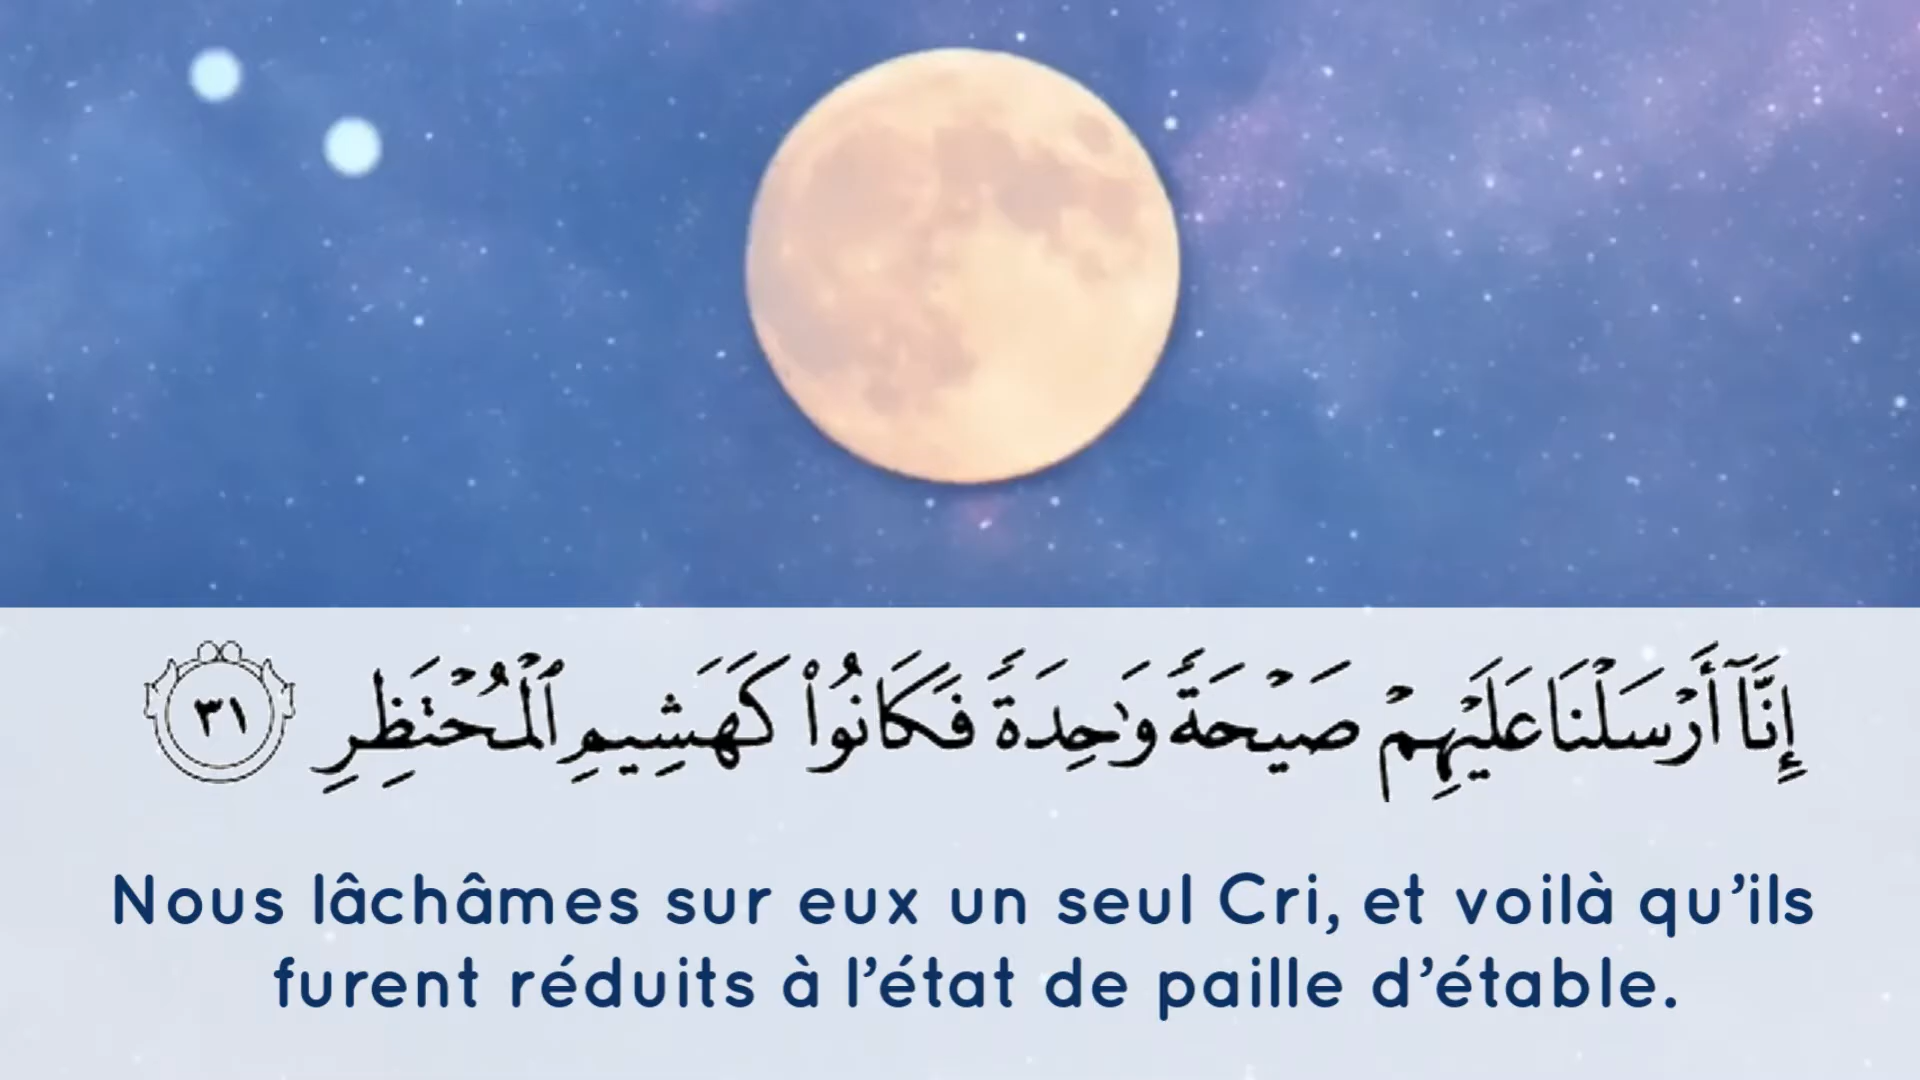 إِنَّآ أَرْسَلْنَا عَلَيْهِمْ صَيْحَةً وَٰحِدَةً فَكَانُوا۟ كَهَشِيمِ ٱلْمُحْتَظِرِ ٣١
Nous lâchâmes sur eux un seul Cri, et voilà qu’ils
furent réduits à l’état de paille d’étable.